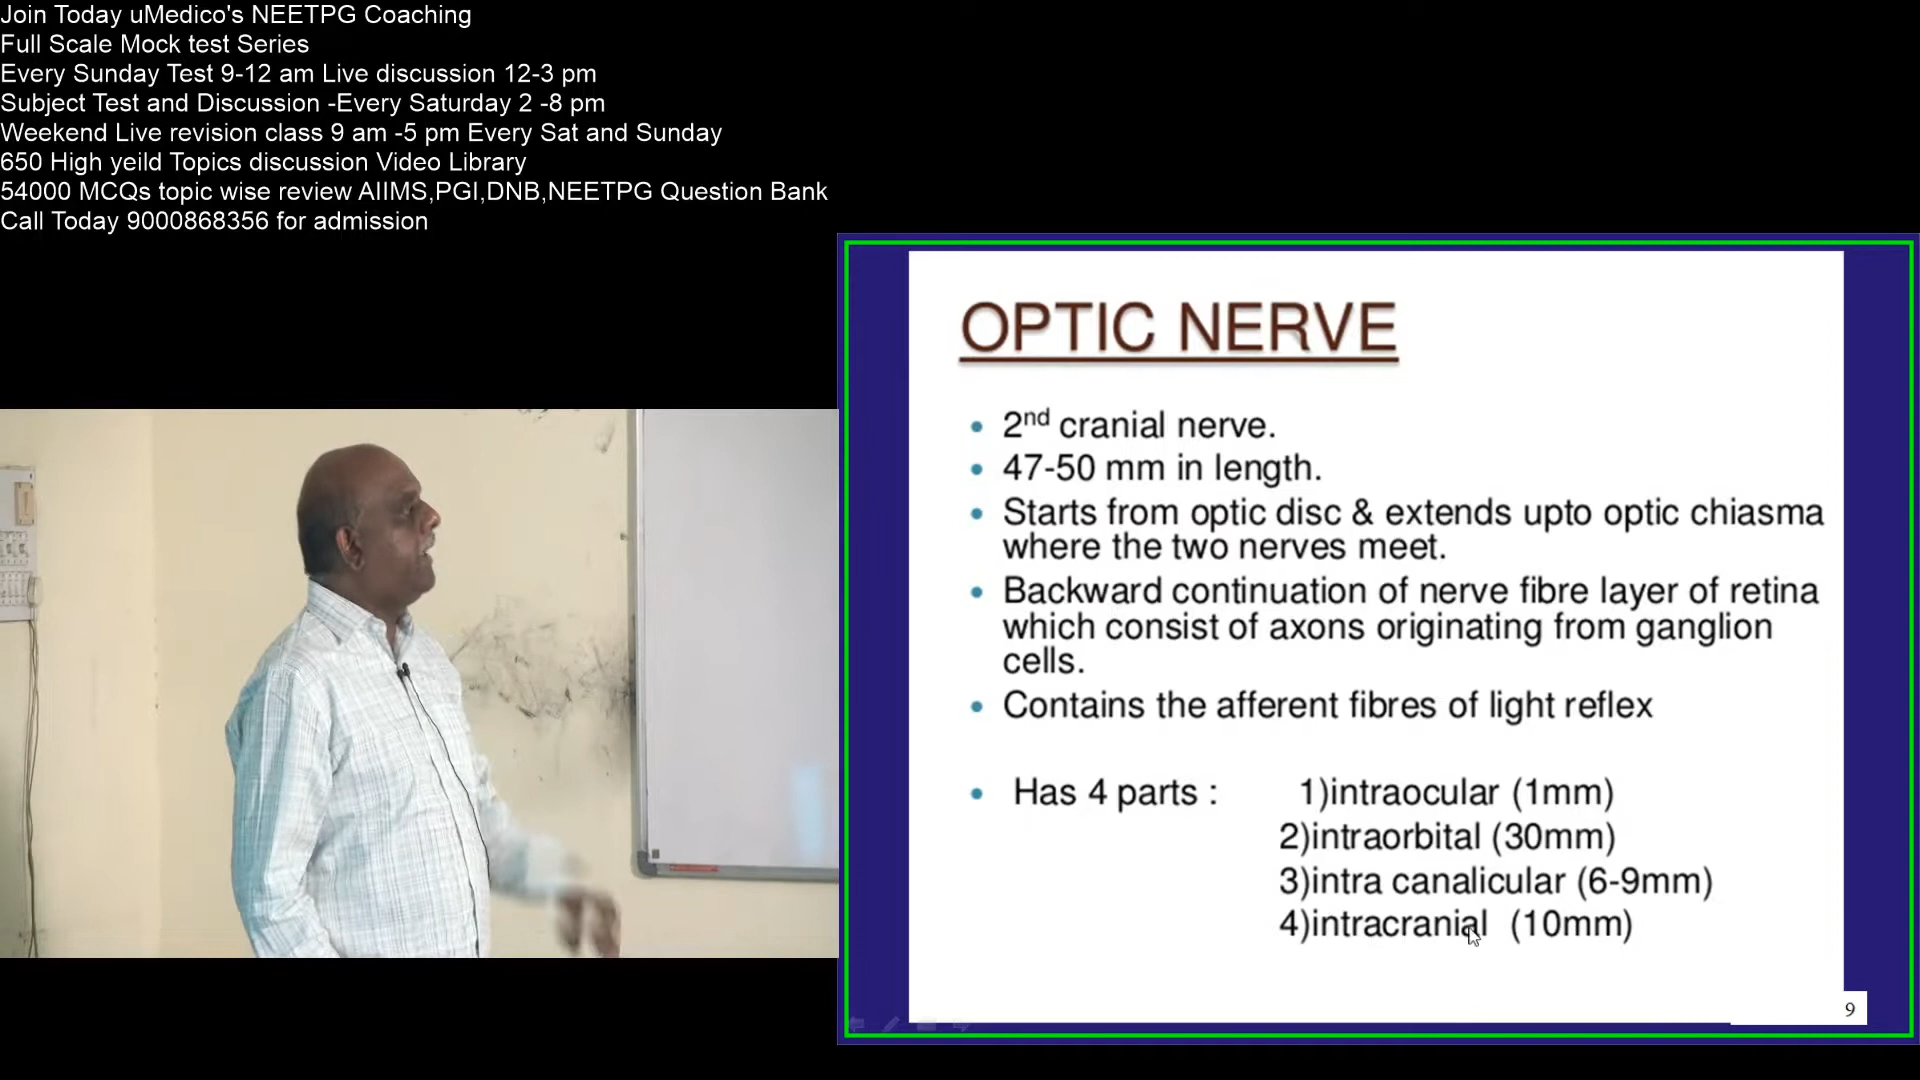 Join Today uMedico's NEETPG Coaching
Full Scale Mock test Series
Every Sunday Test 9-12 am Live discussion 12-3 pm
Subject Test and Discussion -Every Saturday 2 -8 pm
Weekend Live revision class 9 am -5 pm Every Sat and Sunday
650 High yeild Topics discussion Video Library
54000 MCQs topic wise review AIIMS,PGI,DNB,NEETPG Question Bank
Call Today 9000868356 for admission
OPTIC NERVE
• 2nd cranial nerve.
• 47-50 mm in length.
• Starts from optic disc & extends upto optic chiasma
where the two nerves meet.
• Backward continuation of nerve fibre layer of retina
which consist of axons originating from ganglion
cells.
• Contains the afferent fibres of light reflex
• Has 4 parts : 1)intraocular (1mm)
2)intraorbital (30mm)
3)intra canalicular (6-9mm)
4)intracranial (10mm)
9